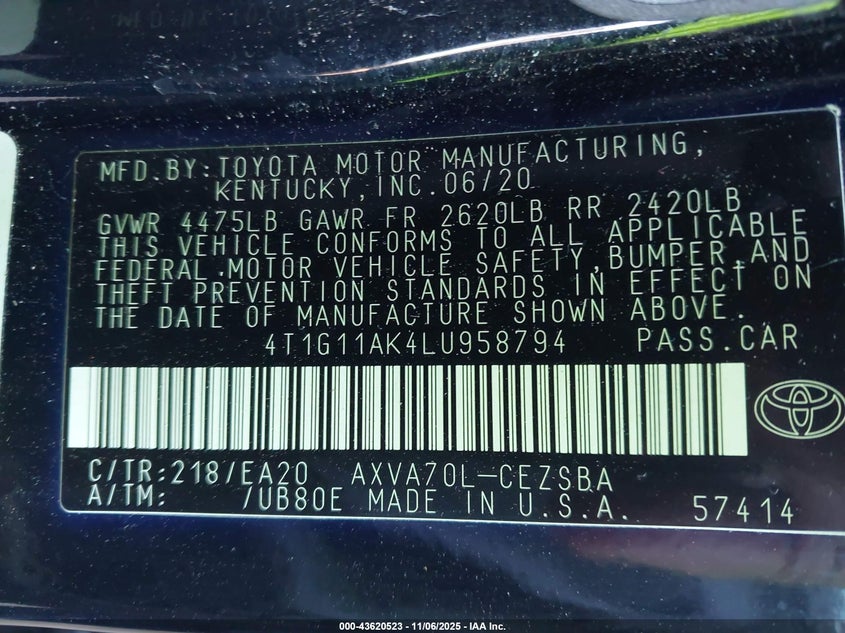 MFD.BY:TOYOTA MOTOR MANUFACTURING,
KENTUCKY,INC.06/20
GVWR 4475LB GAWR FR 2620LB RR 2420LB
THIS VEHICLE CONFORMS TO ALL APPLICABLE
FEDERAL MOTOR VEHICLE SAFETY,BUMPER,AND
THEFT PREVENTION STANDARDS IN EFFECT ON
THE DATE OF MANUFACTURE SHOWN ABOVE.
4T1G11AK4LU958794 PASS.CAR
C/TR:218/EA20 AXVA70L-CEZSBA
A/TM: /UB80E MADE IN U.S.A. 57414
000-43620523 - 11/06/2025 - IAA Inc.